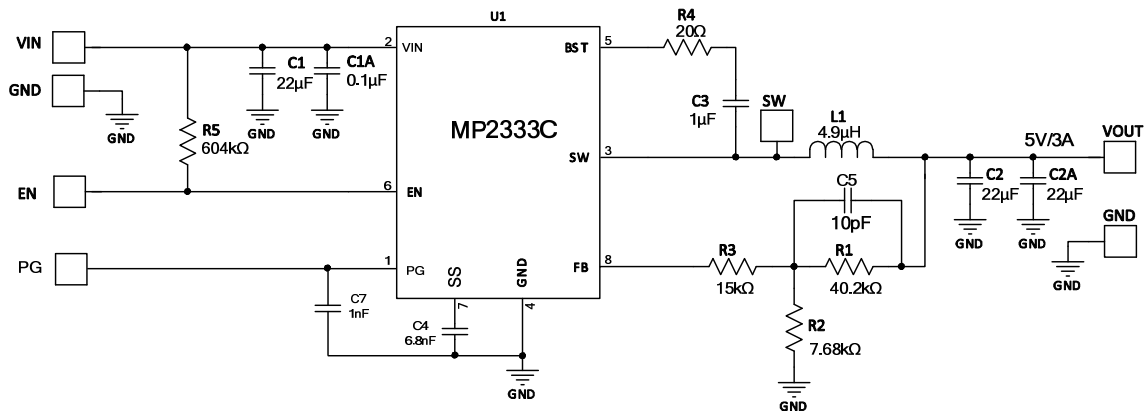 U1
VIN
2
VIN
C1
22µF
C1A
0.1µF
GND
GND
GND
GND
R5
604kΩ
EN
6
EN
PG
1
PG
C7
1nF
SS
7
C4
6.8nF
GND
4
GND
MP2333C
BST
5
R4
20Ω
C3
1µF
SW
SW
3
L1
4.9µH
5V/3A
VOUT
C2
22µF
C2A
22µF
GND
GND
GND
GND
C5
10pF
FB
8
R3
15kΩ
R1
40.2kΩ
R2
7.68kΩ
GND